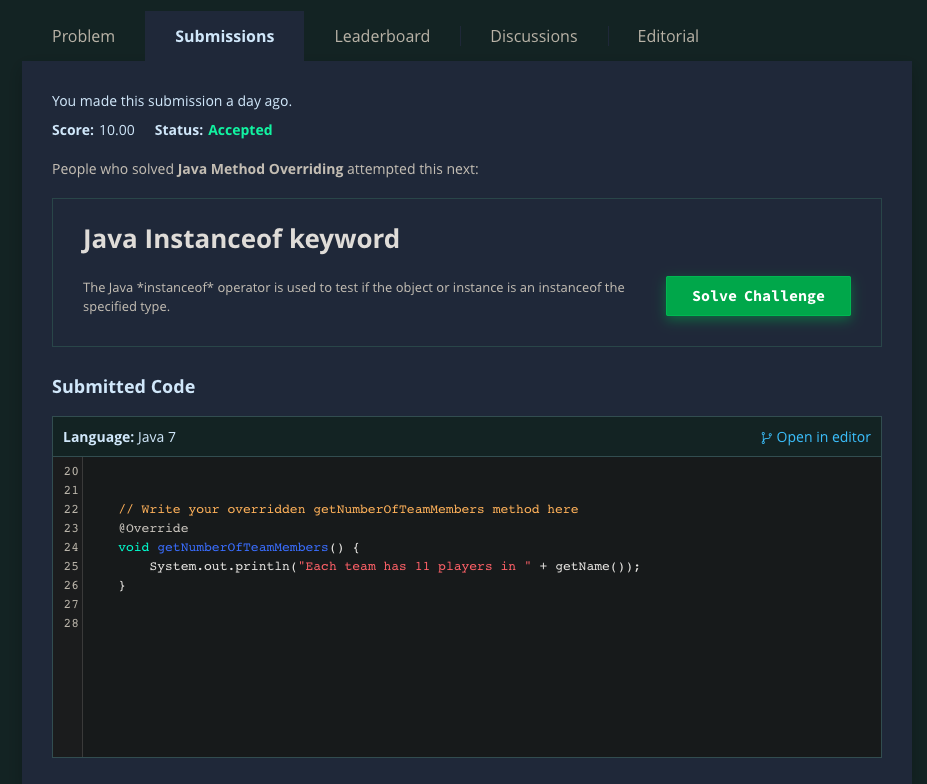 Problem Submissions Leaderboard Discussions Editorial
You made this submission a day ago.
Score: 10.00 Status: Accepted
People who solved Java Method Overriding attempted this next:
Java Instanceof keyword
The Java *instanceof* operator is used to test if the object or instance is an instanceof the
specified type.
Solve Challenge
Submitted Code
Language: Java 7 Open in editor
20
21
22 // Write your overridden getNumberOfTeamMembers method here
23 @Override
24 void getNumberOfTeamMembers() {
25 System.out.println("Each team has 11 players in " + getName());
26 }
27
28